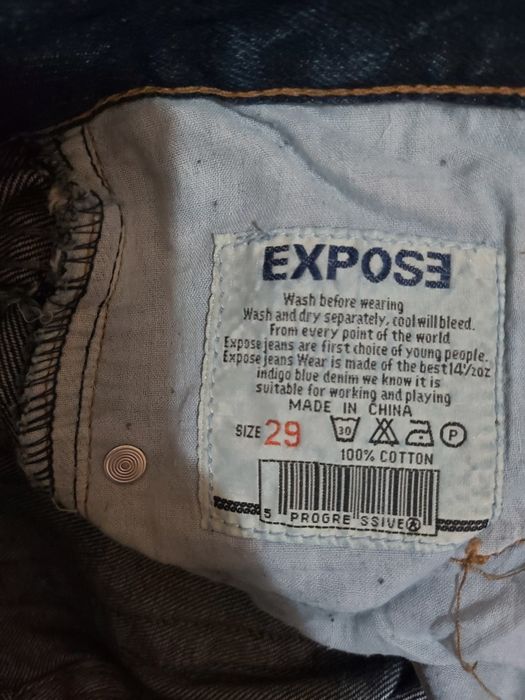 EXPOSƎ
Wash before wearing
Wash and dry separately, cool will bleed.
From every point of the world
Expose jeans are first choice of young people.
Expose jeans Wear is made of the best 14½oz
indigo blue denim we know it is
suitable for working and playing
MADE IN CHINA
SIZE 29 30 P
100% COTTON
5 PROGRE SSIVE A